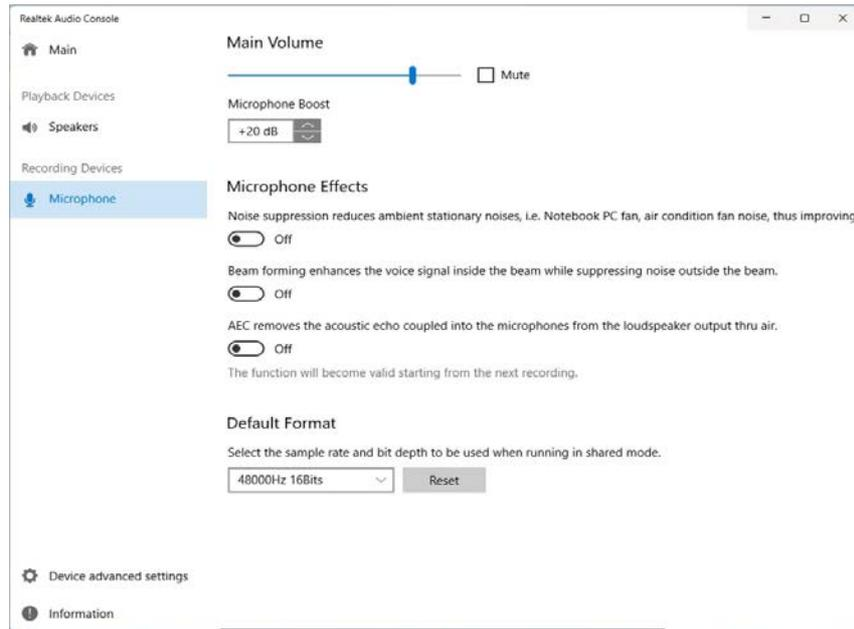 Realtek Audio Console
Main
Playback Devices
Speakers
Recording Devices
Microphone
Device advanced settings
Information
Main Volume
Mute
Microphone Boost
+20 dB
Microphone Effects
Noise suppression reduces ambient stationary noises, i.e. Notebook PC fan, air condition fan noise, thus improving
Off
Beam forming enhances the voice signal inside the beam while suppressing noise outside the beam.
Off
AEC removes the acoustic echo coupled into the microphones from the loudspeaker output thru air.
Off
The function will become valid starting from the next recording.
Default Format
Select the sample rate and bit depth to be used when running in shared mode.
48000Hz 16Bits
Reset